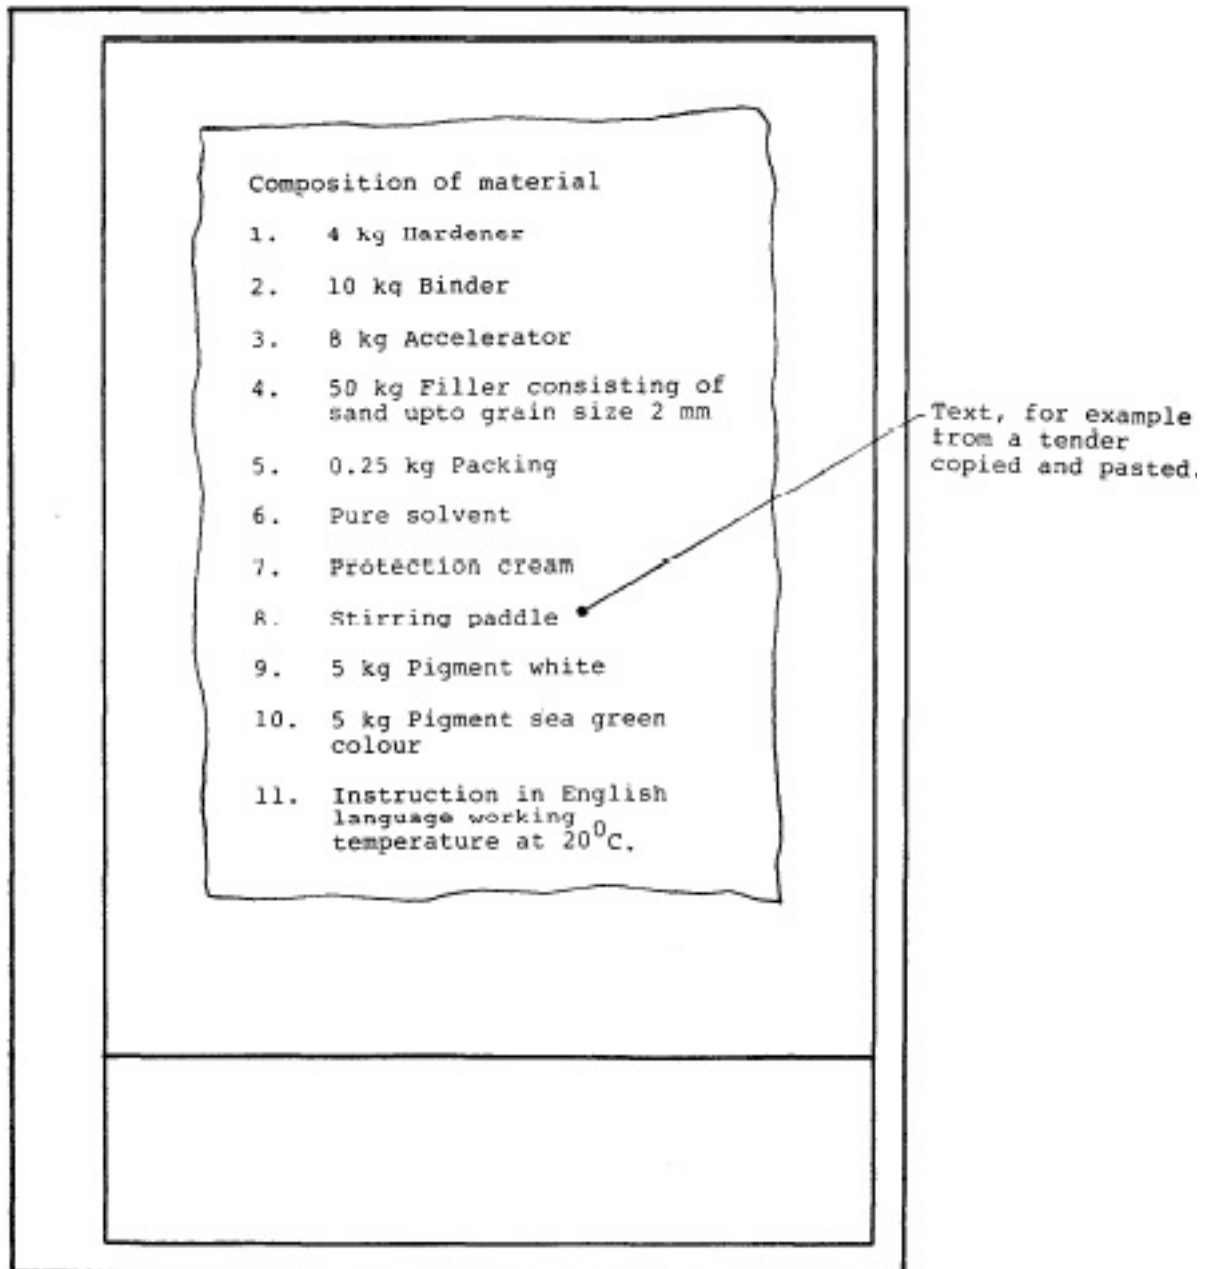 Composition of material
1. 4 kg Hardener
2. 10 kg Binder
3. 8 kg Accelerator
4. 50 kg Filler consisting of
sand upto grain size 2 mm
5. 0.25 kg Packing
6. Pure solvent
7. Protection cream
8. Stirring paddle
9. 5 kg Pigment white
10. 5 kg Pigment sea green
colour
11. Instruction in English
language working
temperature at 20⁰C.
Text, for example
from a tender
copied and pasted.